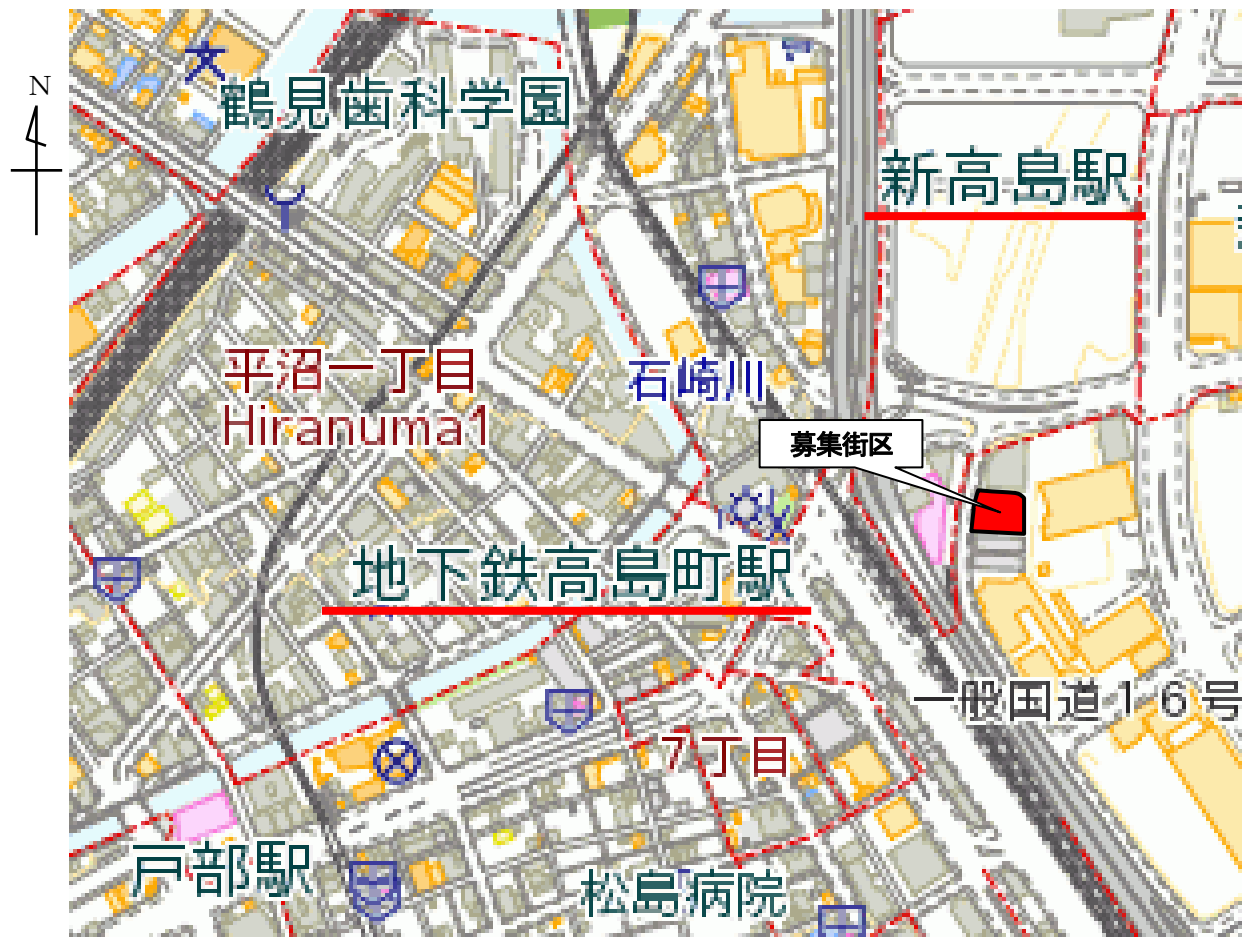 N
鶴見歯科学園
新高島駅
平沼一丁目
Hiranuma1
石崎川
募集街区
地下鉄高島町駅
一般国道16号
7丁目
戸部駅
松島病院